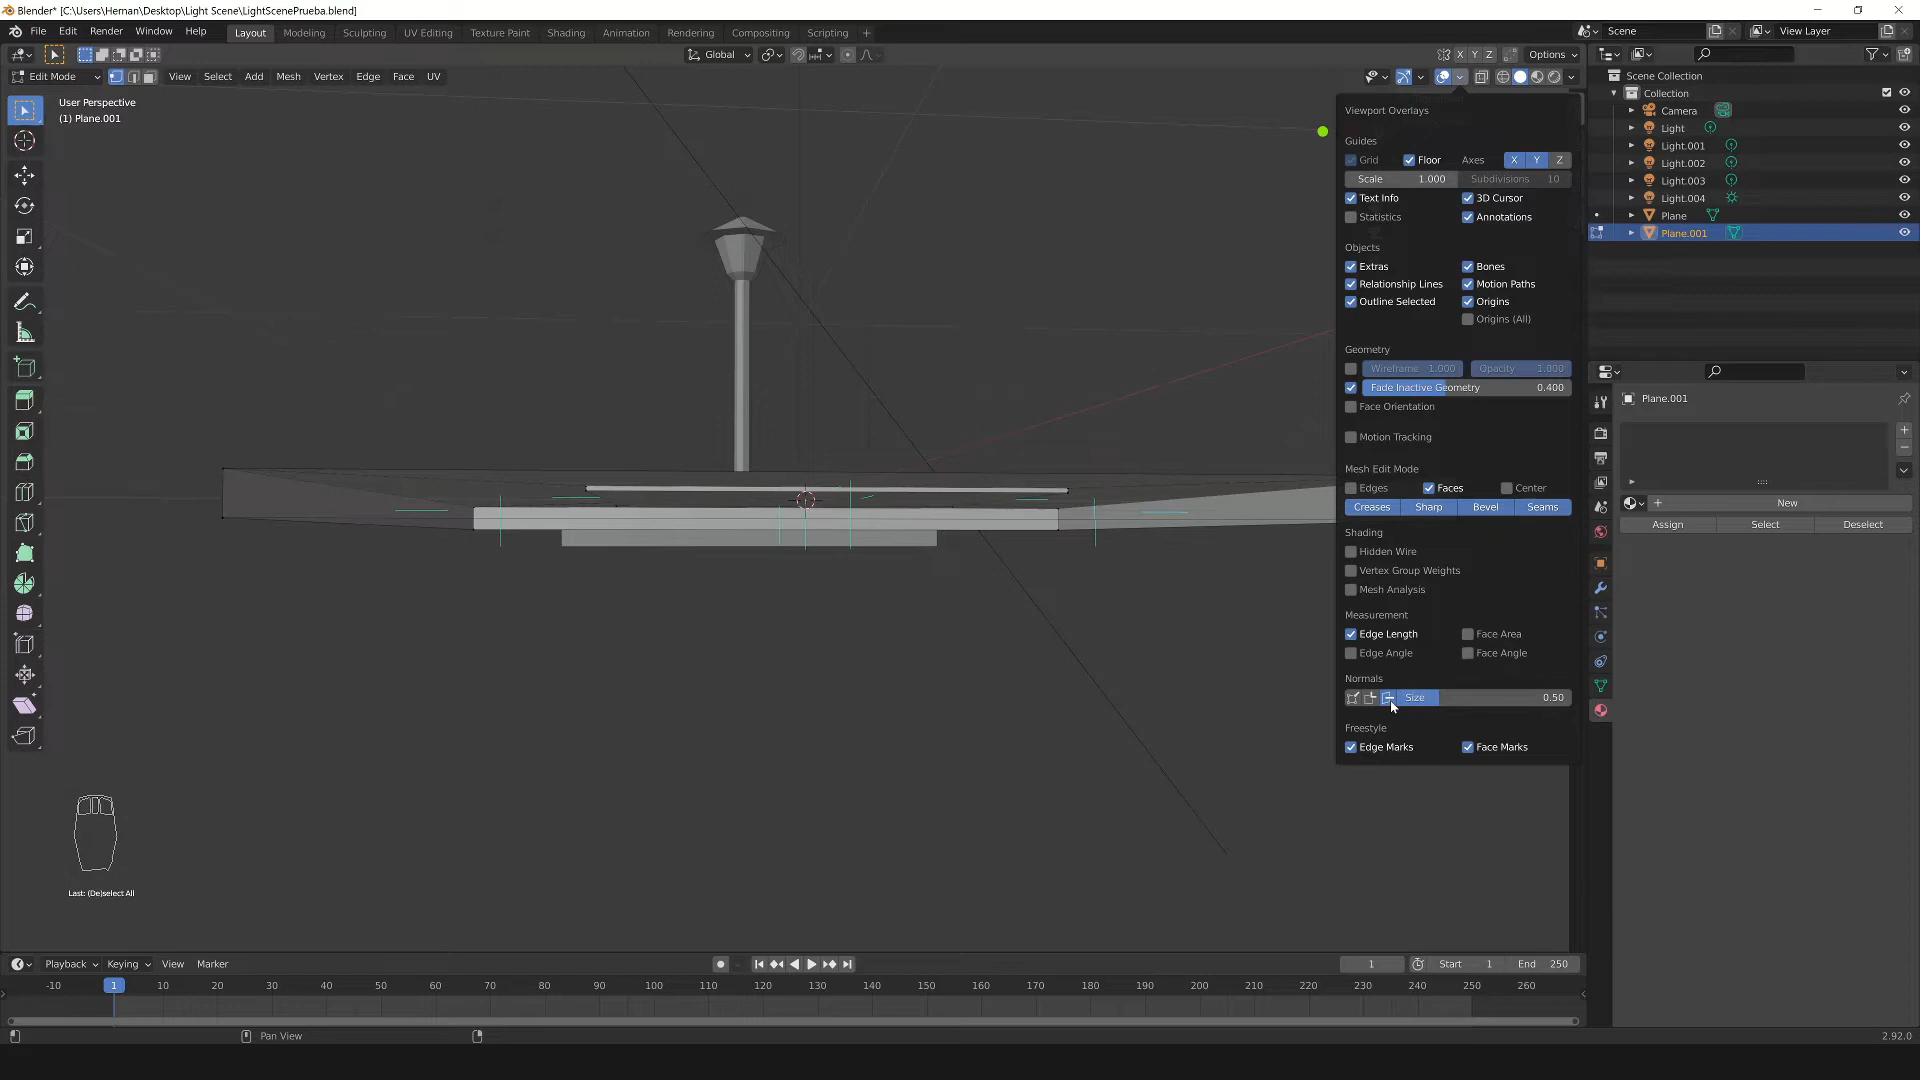 Blender* [C:\Users\Hernan\Desktop\Light Scene\LightScenePrueba.blend]
File Edit Render Window Help Layout Modeling Sculpting UV Editing Texture Paint Shading Animation Rendering Compositing Scripting + Scene View Layer
Global X Y Z Options
Edit Mode View Select Add Mesh Vertex Edge Face UV
User Perspective
(1) Plane.001
Viewport Overlays
Guides
Grid Floor Axes X Y Z
Scale 1.000 Subdivisions 10
Text Info 3D Cursor
Statistics Annotations
Objects
Extras Bones
Relationship Lines Motion Paths
Outline Selected Origins
Origins (All)
Geometry
Wireframe 1.000 Opacity 1.000
Fade Inactive Geometry 0.400
Face Orientation
Motion Tracking
Mesh Edit Mode
Edges Faces Center
Creases Sharp Bevel Seams
Shading
Hidden Wire
Vertex Group Weights
Mesh Analysis
Measurement
Edge Length Face Area
Edge Angle Face Angle
Normals
Size 0.50
Freestyle
Edge Marks Face Marks
Scene Collection
Collection
Camera
Light
Light.001
Light.002
Light.003
Light.004
Plane
Plane.001
Plane.001
New
Assign Select Deselect
Last: (De)select All
Playback Keying View Marker 1 Start 1 End 250
-10 1 10 20 30 40 50 60 70 80 90 100 110 120 130 140 150 160 170 180 190 200 210 220 230 240 250 260
Pan View 2.92.0